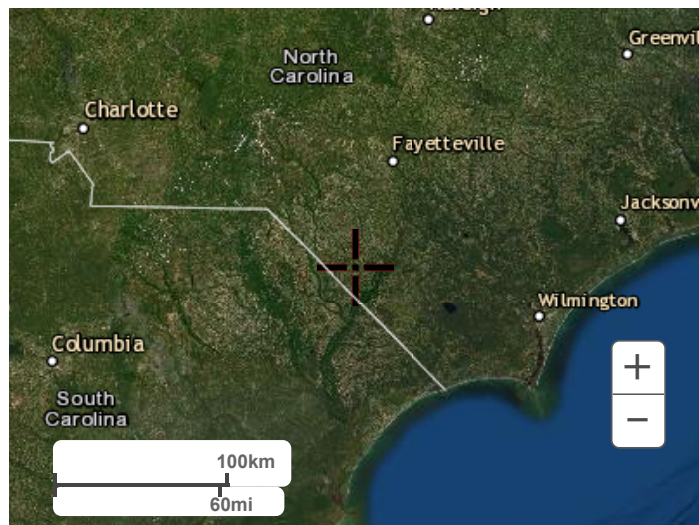 Greenvil
North
Carolina
Charlotte
Fayetteville
Jacksonv
Wilmington
Columbia
South
Carolina
+
−
100km
60mi